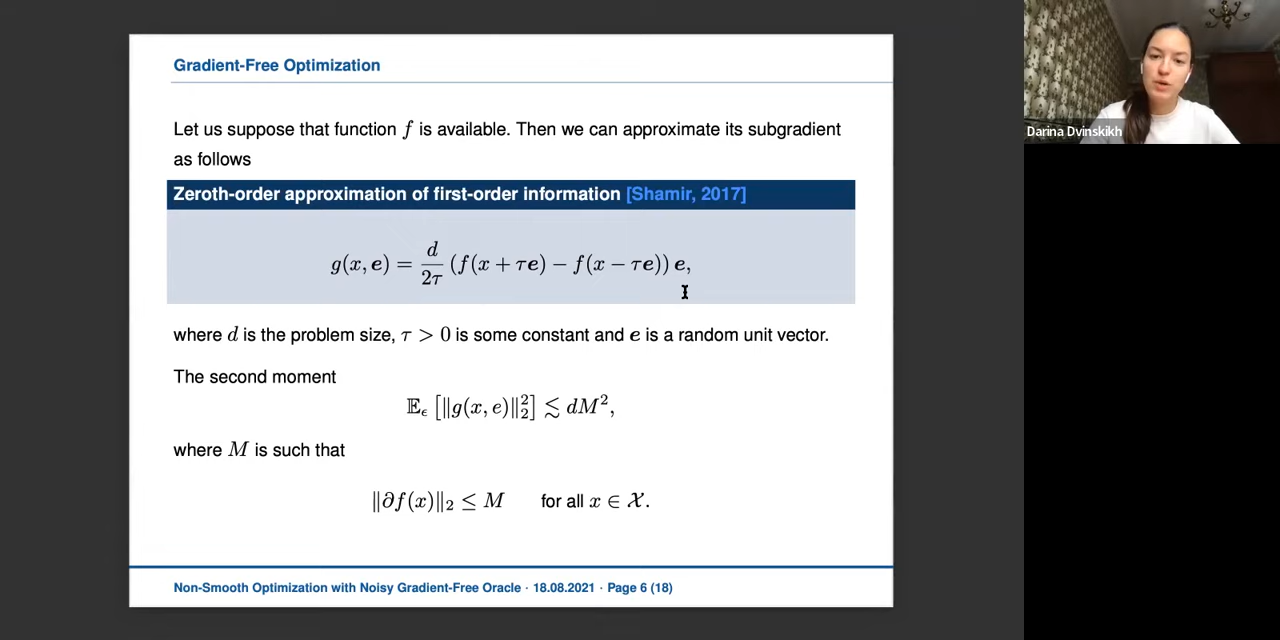 Gradient-Free Optimization
Let us suppose that function f is available. Then we can approximate its subgradient
as follows
Zeroth-order approximation of first-order information [Shamir, 2017]
g(x, e) = d/2τ (f(x + τe) − f(x − τe)) e,
where d is the problem size, τ > 0 is some constant and e is a random unit vector.
The second moment
𝔼ϵ [‖g(x, e)‖₂²] ≲ dM²,
where M is such that
‖∂f(x)‖₂ ≤ M for all x ∈ 𝒳.
Non-Smooth Optimization with Noisy Gradient-Free Oracle · 18.08.2021 · Page 6 (18)
Darina Dvinskikh